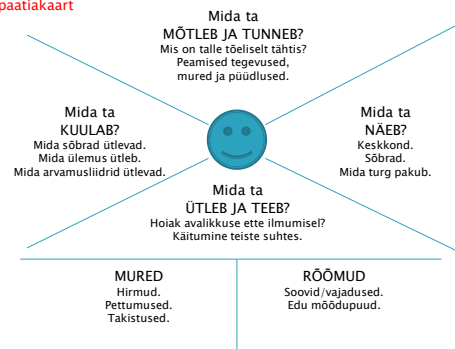 paatiakaart
Mida ta
MÕTLEB JA TUNNEB?
Mis on talle tõeliselt tähtis?
Peamised tegevused,
mured ja püüdlused.
Mida ta
KUULAB?
Mida sõbrad ütlevad.
Mida ülemus ütleb.
Mida arvamusliidrid ütlevad.
Mida ta
NÄEB?
Keskkond.
Sõbrad.
Mida turg pakub.
Mida ta
ÜTLEB JA TEEB?
Hoiak avalikkuse ette ilmumisel?
Käitumine teiste suhtes.
MURED
Hirmud.
Pettumused.
Takistused.
RÕÕMUD
Soovid/vajadused.
Edu mõõdupuud.